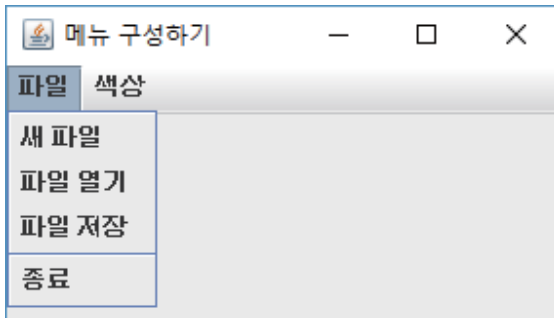 메뉴 구성하기
파일 색상
새 파일
파일 열기
파일 저장
종료